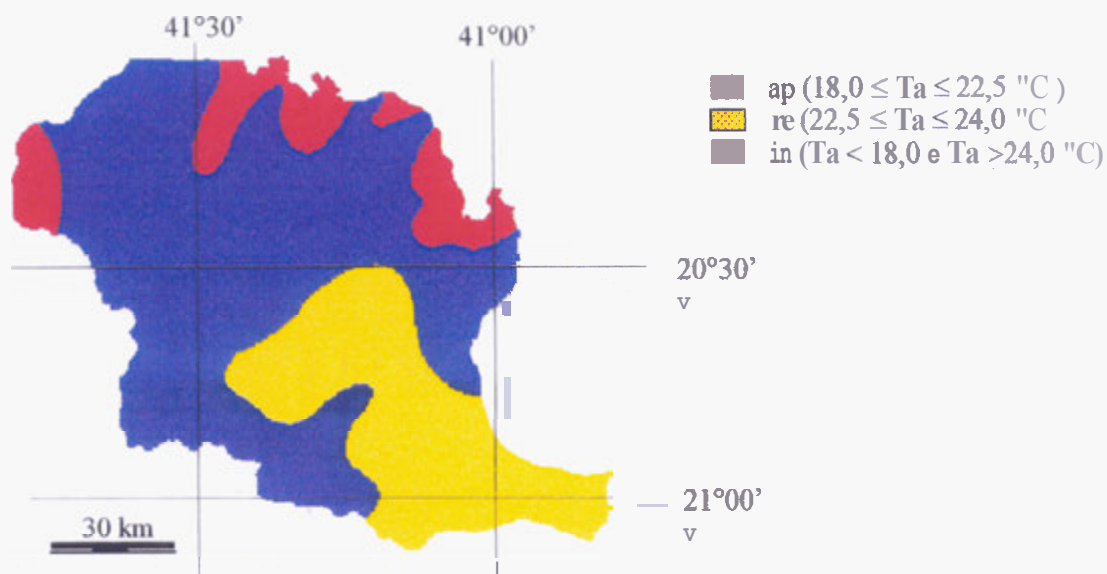 41°30' 41°00'
ap (18,0 ≤ Ta ≤ 22,5 "C )
re (22,5 ≤ Ta ≤ 24,0 "C
in (Ta < 18,0 e Ta >24,0 "C)
20°30'
v
21°00'
v
30 km